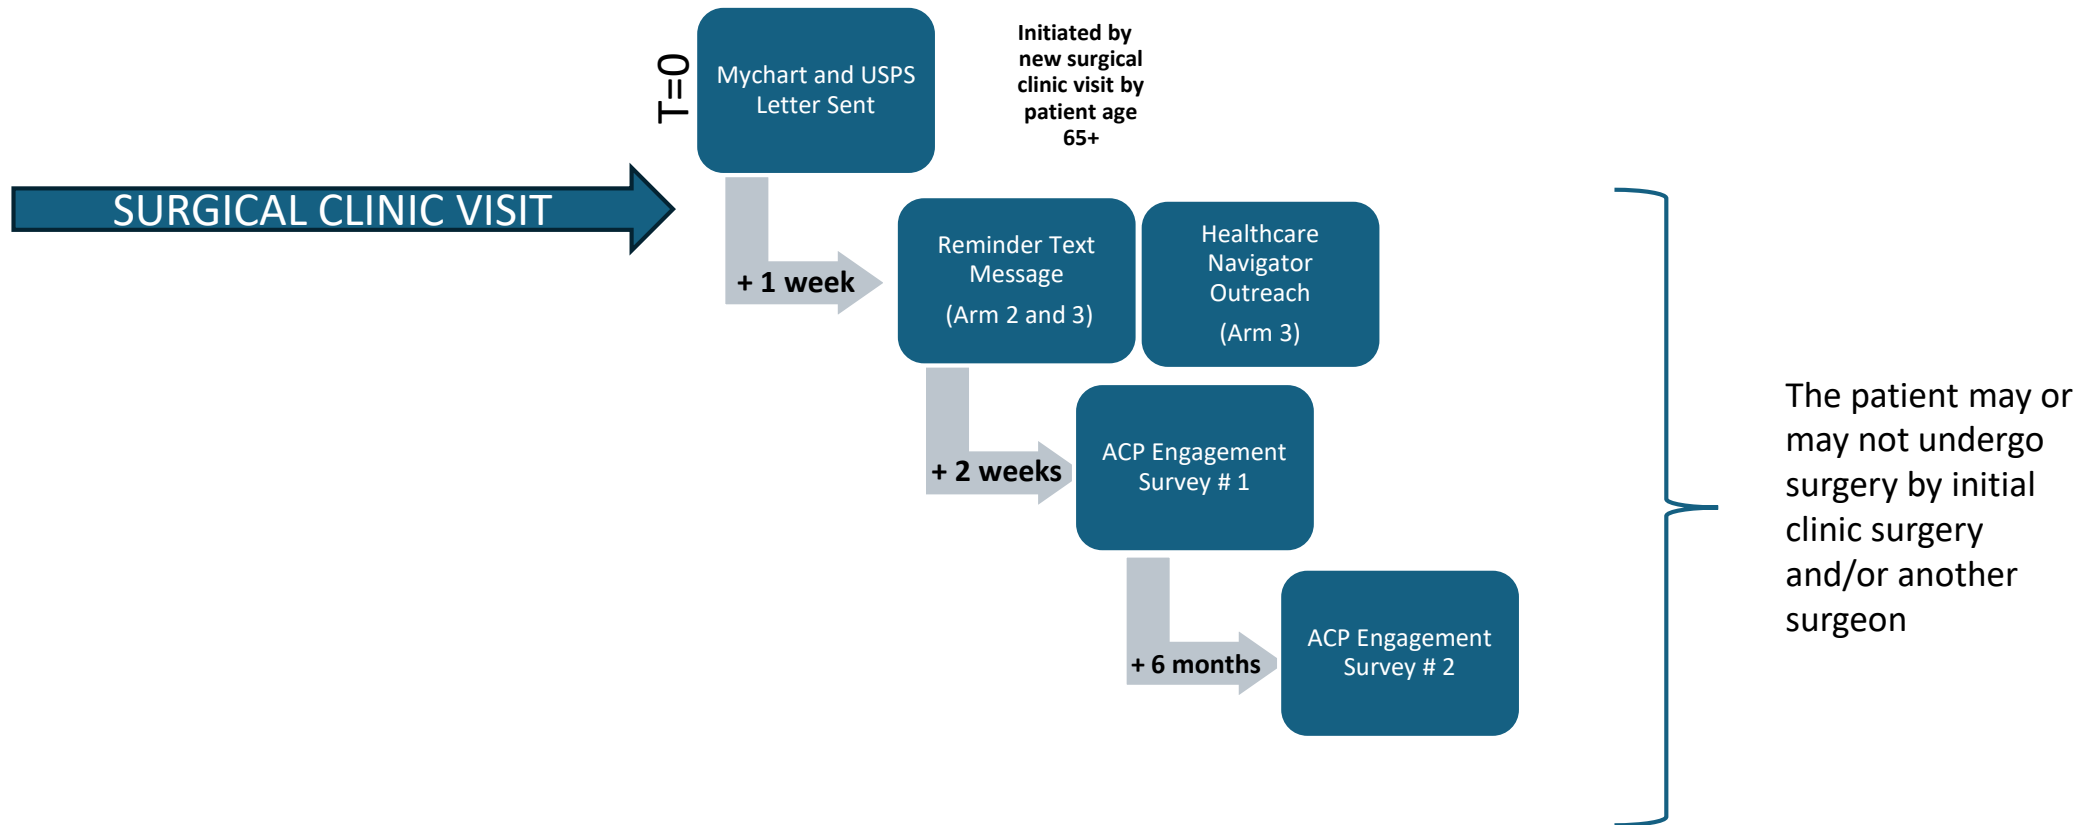 T=0
Mychart and USPS
Letter Sent
Initiated by
new surgical
clinic visit by
patient age
65+
SURGICAL CLINIC VISIT
+ 1 week
Reminder Text
Message
(Arm 2 and 3)
Healthcare
Navigator
Outreach
(Arm 3)
+ 2 weeks
ACP Engagement
Survey # 1
+ 6 months
ACP Engagement
Survey # 2
The patient may or
may not undergo
surgery by initial
clinic surgery
and/or another
surgeon